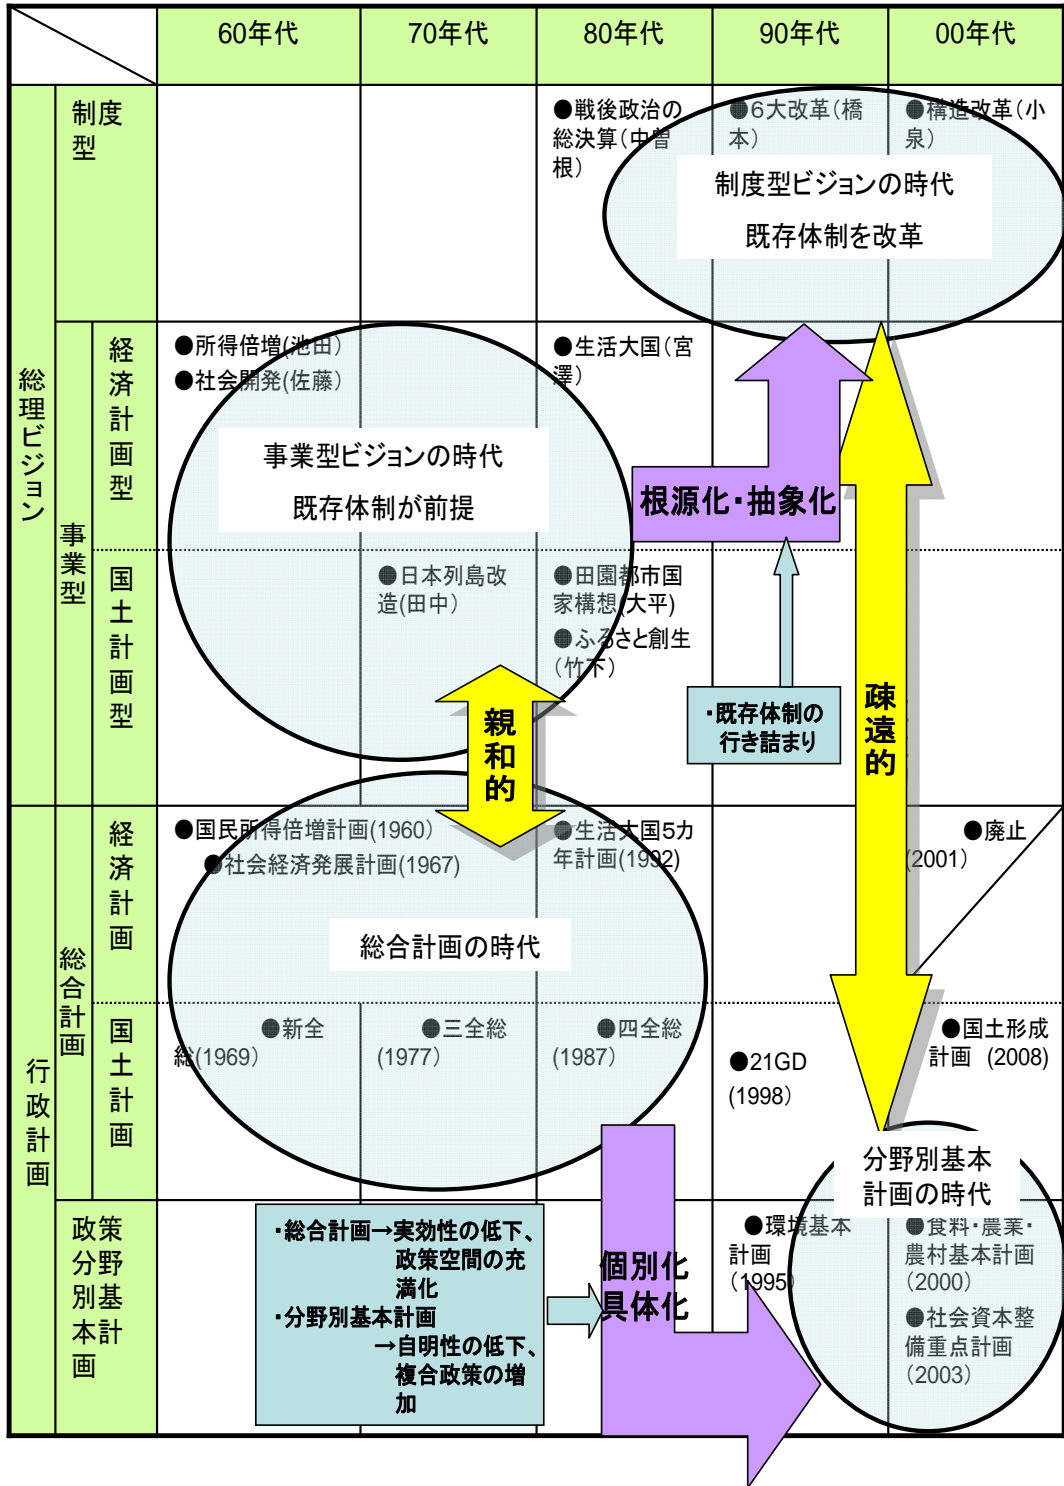 60年代
70年代
80年代
90年代
00年代
総理ビジョン
制度
型
●戦後政治の
総決算(中曽
根)
●6大改革(橋
本)
●構造改革(小
泉)
制度型ビジョンの時代
既存体制を改革
事業型
経済計画型
●所得倍増(池田)
●社会開発(佐藤)
●生活大国(宮
澤)
事業型ビジョンの時代
既存体制が前提
根源化・抽象化
国土計画型
●日本列島改
造(田中)
●田園都市国
家構想(大平)
●ふるさと創生
(竹下)
・既存体制の
行き詰まり
親和的
疎遠的
行政計画
総合計画
経済計画
●国民所得倍増計画(1960)
●社会経済発展計画(1967)
●生活大国5カ
年計画(1992)
●廃止
(2001)
総合計画の時代
国土計画
●新全
総(1969)
●三全総
(1977)
●四全総
(1987)
●21GD
(1998)
●国土形成
計画 (2008)
分野別基本
計画の時代
政策
分野
別基
本計
画
・総合計画→実効性の低下、
政策空間の充
満化
・分野別基本計画
→自明性の低下、
複合政策の増
加
個別化
具体化
●環境基本
計画
(1995)
●食料・農業・
農村基本計画
(2000)
●社会資本整
備重点計画
(2003)